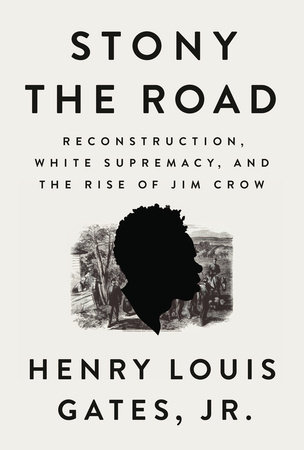 STONY
THE ROAD
RECONSTRUCTION,
WHITE SUPREMACY, AND
THE RISE OF JIM CROW
HENRY LOUIS
GATES, JR.